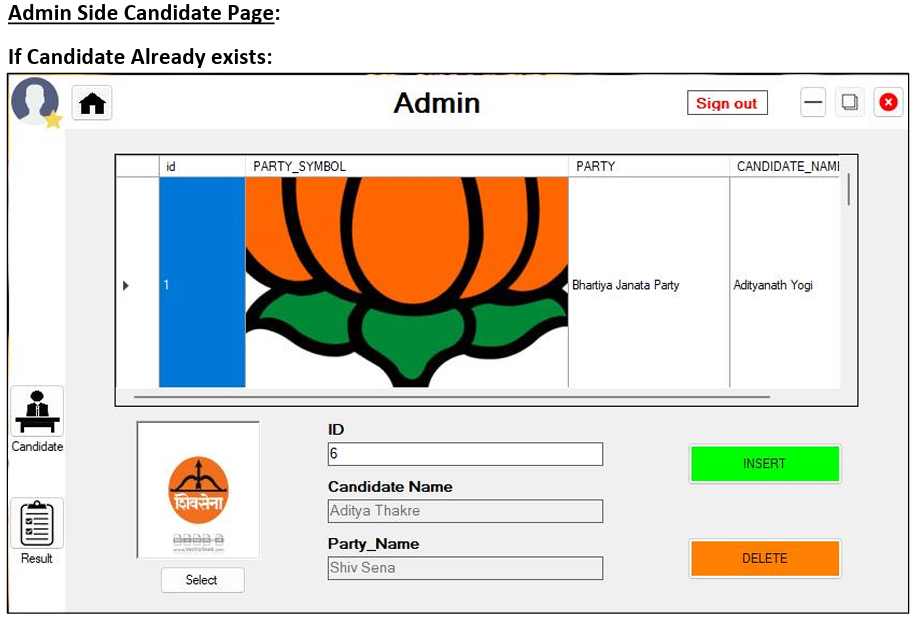 Admin Side Candidate Page:
If Candidate Already exists:
Admin
Sign out
id PARTY_SYMBOL PARTY CANDIDATE_NAM
1 Bhartiya Janata Party Adityanath Yogi
Candidate
Result
शिवसेना
Select
ID
6
Candidate Name
Aditya Thakre
Party_Name
Shiv Sena
INSERT
DELETE